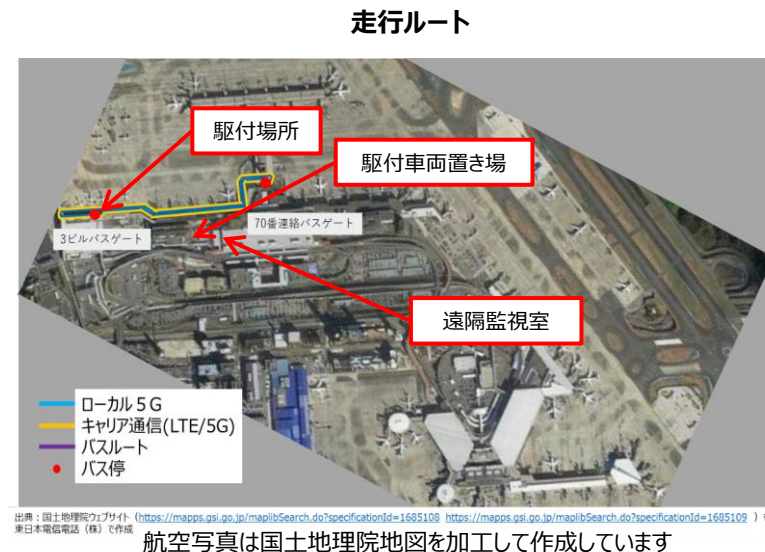 走行ルート
駆付場所
駆付車両置き場
3ビルバスゲート
70番連絡バスゲート
遠隔監視室
ローカル5G
キャリア通信(LTE/5G)
バスルート
バス停
出典：国土地理院ウェブサイト（https://mapps.gsi.go.jp/maplibSearch.do?specificationId=1685108 https://mapps.gsi.go.jp/maplibSearch.do?specificationId=1685109 ）
東日本電信電話（株）で作成
航空写真は国土地理院地図を加工して作成しています